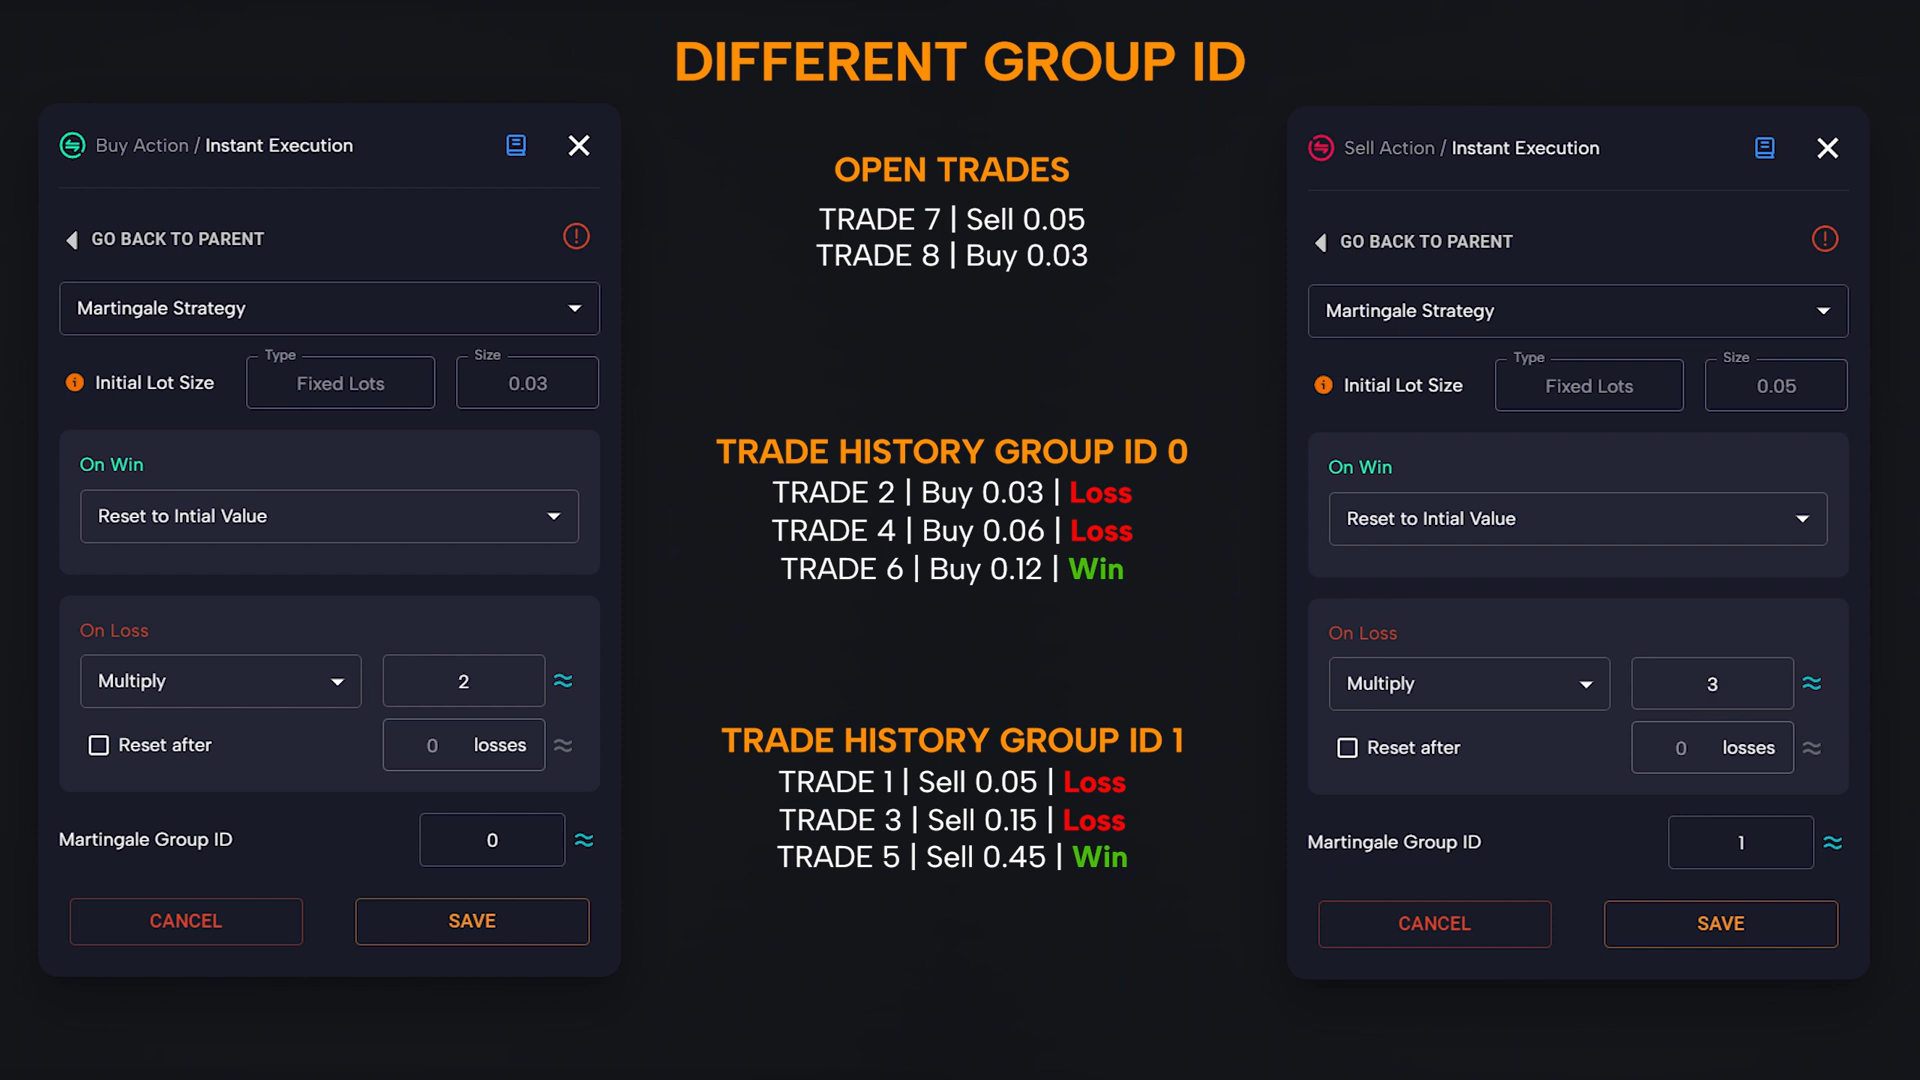 DIFFERENT GROUP ID
Buy Action / Instant Execution
GO BACK TO PARENT
Martingale Strategy
Initial Lot Size
Type
Fixed Lots
Size
0.03
On Win
Reset to Intial Value
On Loss
Multiply
2
Reset after
0 losses
Martingale Group ID
0
CANCEL
SAVE
OPEN TRADES
TRADE 7 | Sell 0.05
TRADE 8 | Buy 0.03
TRADE HISTORY GROUP ID 0
TRADE 2 | Buy 0.03 | Loss
TRADE 4 | Buy 0.06 | Loss
TRADE 6 | Buy 0.12 | Win
TRADE HISTORY GROUP ID 1
TRADE 1 | Sell 0.05 | Loss
TRADE 3 | Sell 0.15 | Loss
TRADE 5 | Sell 0.45 | Win
Sell Action / Instant Execution
GO BACK TO PARENT
Martingale Strategy
Initial Lot Size
Type
Fixed Lots
Size
0.05
On Win
Reset to Intial Value
On Loss
Multiply
3
Reset after
0 losses
Martingale Group ID
1
CANCEL
SAVE